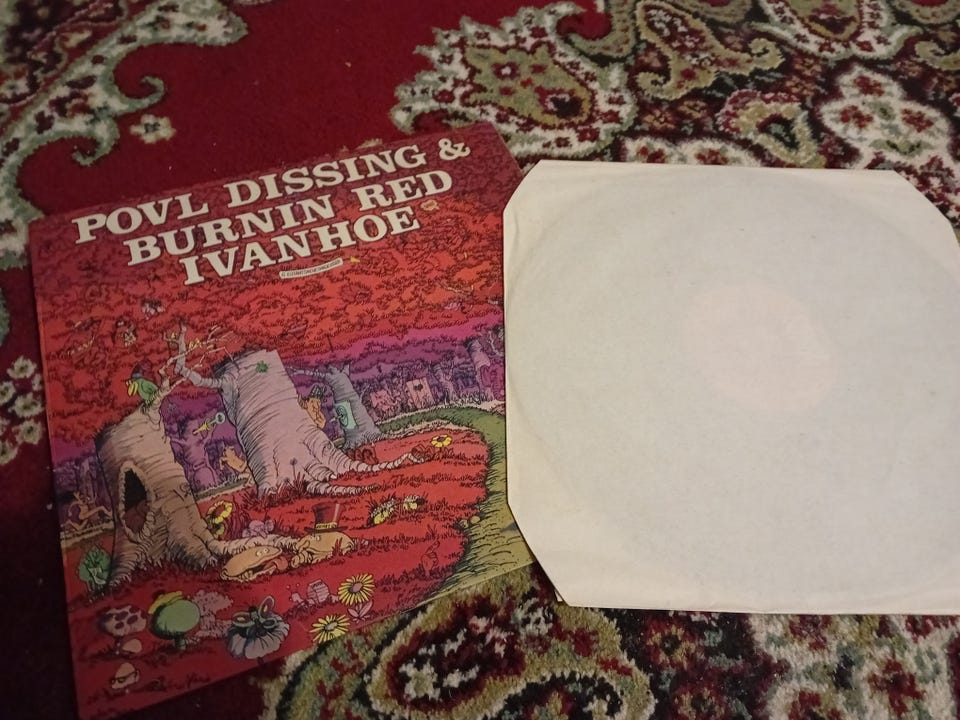 POVL DISSING &
BURNIN RED
IVANHOE